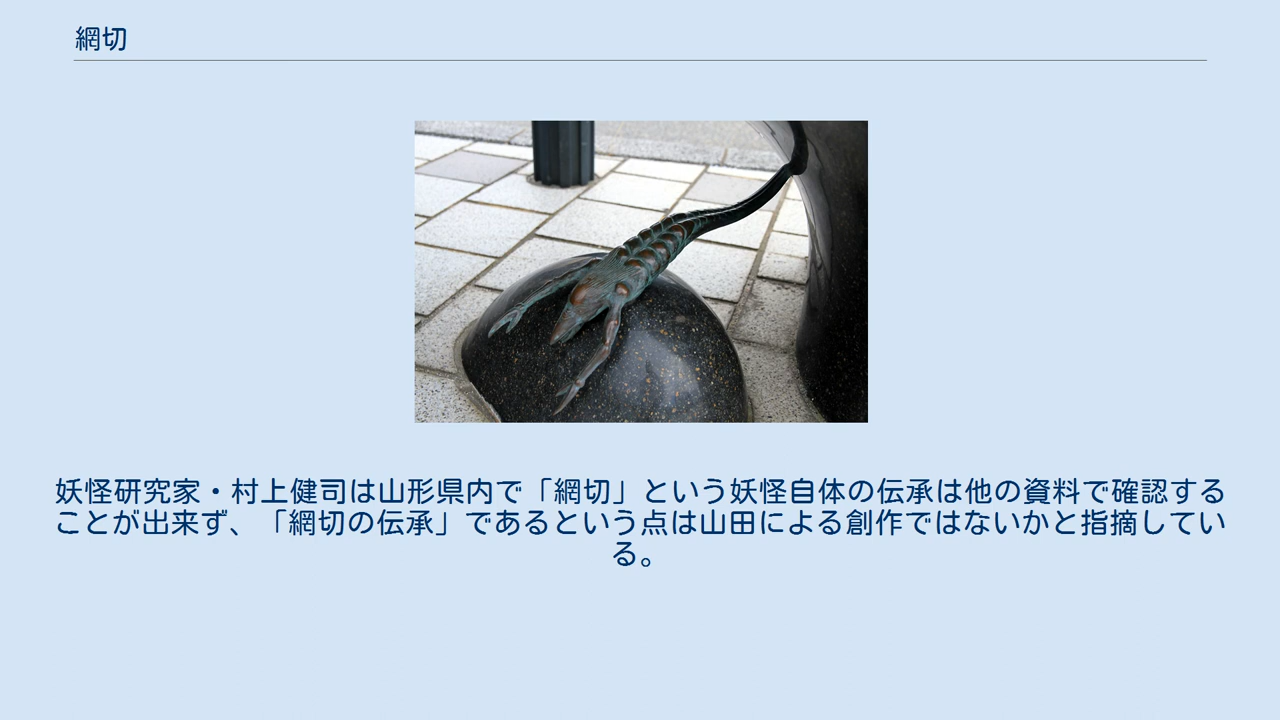 網切
妖怪研究家・村上健司は山形県内で「網切」という妖怪自体の伝承は他の資料で確認する
ことが出来ず、「網切の伝承」であるという点は山田による創作ではないかと指摘してい
る。